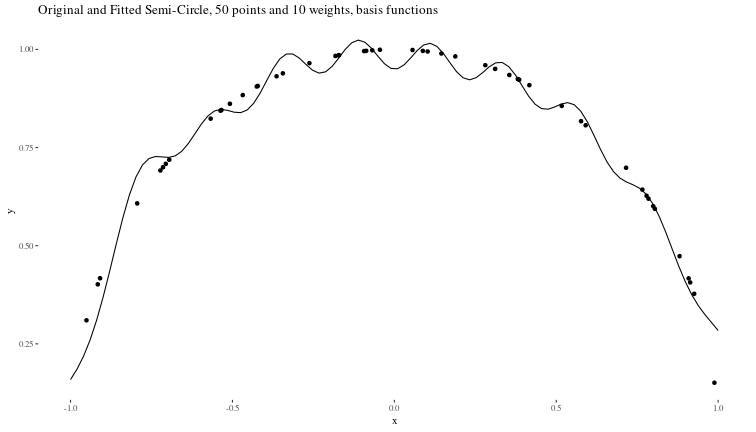 Original and Fitted Semi-Circle, 50 points and 10 weights, basis functions
1.00
0.75
y
0.50
0.25
-1.0 -0.5 0.0 0.5 1.0
x